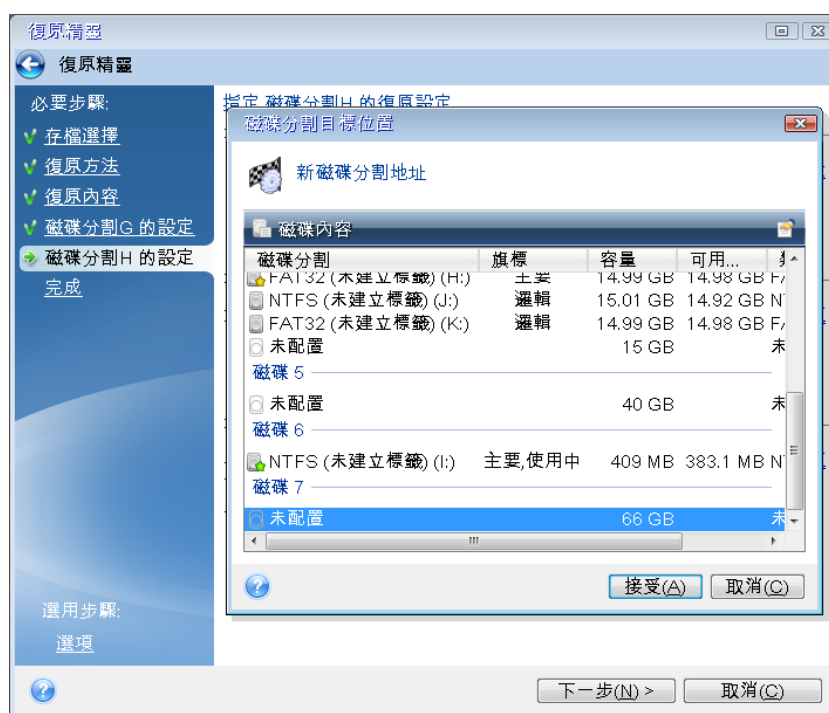 復原精靈
復原精靈
必要步驟:
存檔選擇
復原方法
復原內容
磁碟分割G 的設定
磁碟分割H 的設定
完成
選用步驟:
選項
指定 磁碟分割H 的復原設定
磁碟分割目標位置
新磁碟分割地址
磁碟內容
磁碟分割 旗標 容量 可用...
FAT32 (未建立標籤) (H:) 主要 14.99 GB 14.98 GB
NTFS (未建立標籤) (J:) 邏輯 15.01 GB 14.92 GB
FAT32 (未建立標籤) (K:) 邏輯 14.99 GB 14.98 GB
未配置 15 GB 未
磁碟 5
未配置 40 GB 未
磁碟 6
NTFS (未建立標籤) (I:) 主要,使用中 409 MB 383.1 MB
磁碟 7
未配置 66 GB 未
接受(A) 取消(C)
下一步(N) > 取消(C)